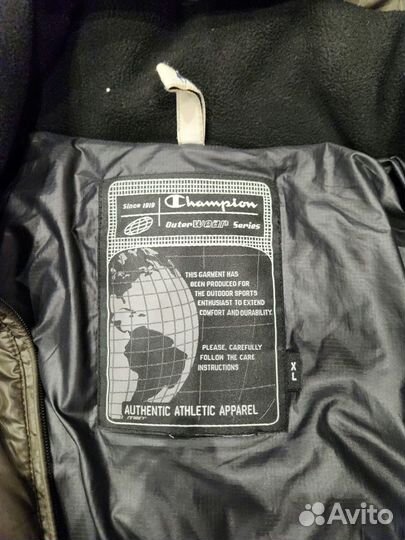 Since 1919 Champion
OuterWEAR Series
THIS GARMENT HAS
BEEN PRODUCED FOR
THE OUTDOOR SPORTS
ENTHUSIAST TO EXTEND
COMFORT AND DURABILITY.
PLEASE, CAREFULLY
FOLLOW THE CARE
INSTRUCTIONS
AUTHENTIC ATHLETIC APPAREL
XL
Avito